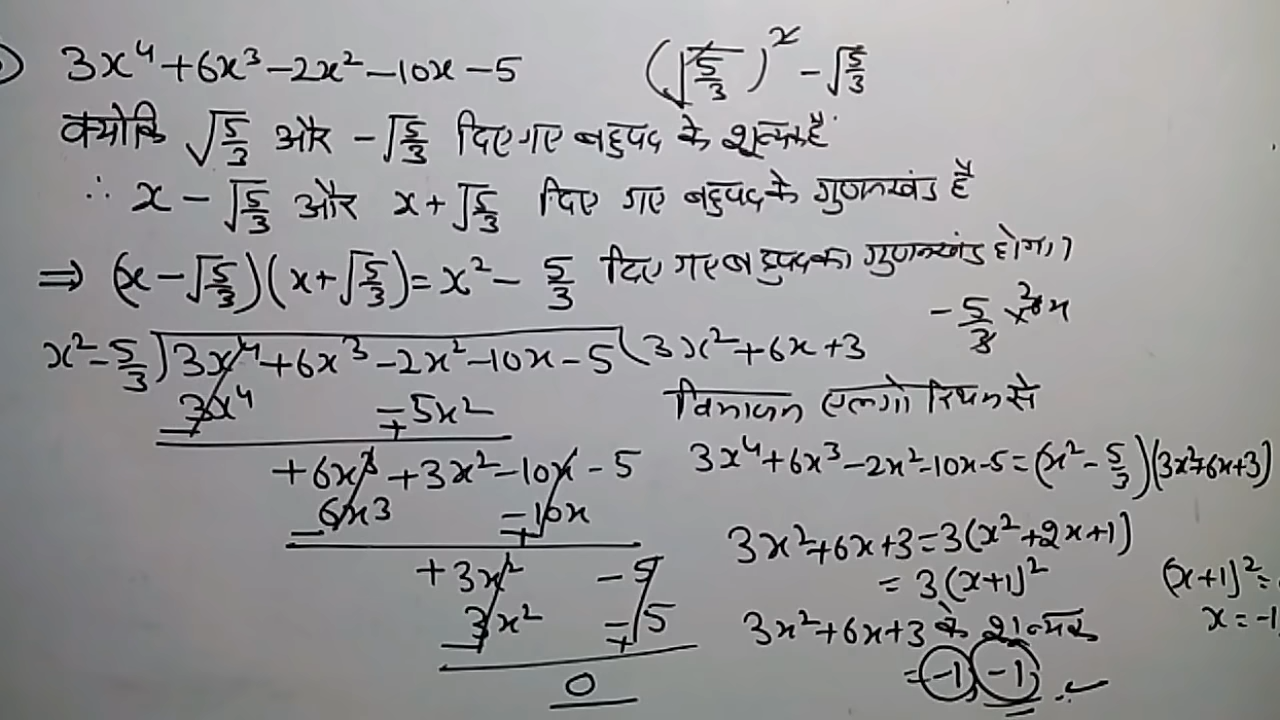 3x⁴+6x³-2x²-10x-5
(√5/3)² - √5/3
क्योकि √5/3 और -√5/3 दिए गए बहुपद के शून्यक है
∴ x - √5/3 और x + √5/3 दिए गए बहुपद के गुणनखंड है
⇒ (x - √5/3)(x + √5/3) = x² - 5/3 दिए गए बहुपद का गुणनखंड होगा।
x² - 5/3 ) 3x⁴+6x³-2x²-10x-5 ( 3x²+6x+3
3x⁴ -5x²
- +
+6x³+3x²-10x-5
6x³ -10x
- +
+3x² -5
3x² -5
- +
0
विभाजन एल्गोरिथम से
3x⁴+6x³-2x²-10x-5 = (x² - 5/3)(3x²+6x+3)
3x²+6x+3 = 3(x²+2x+1)
= 3(x+1)²
(x+1)² =
x = -1
3x²+6x+3 के शून्यक
= -1, -1